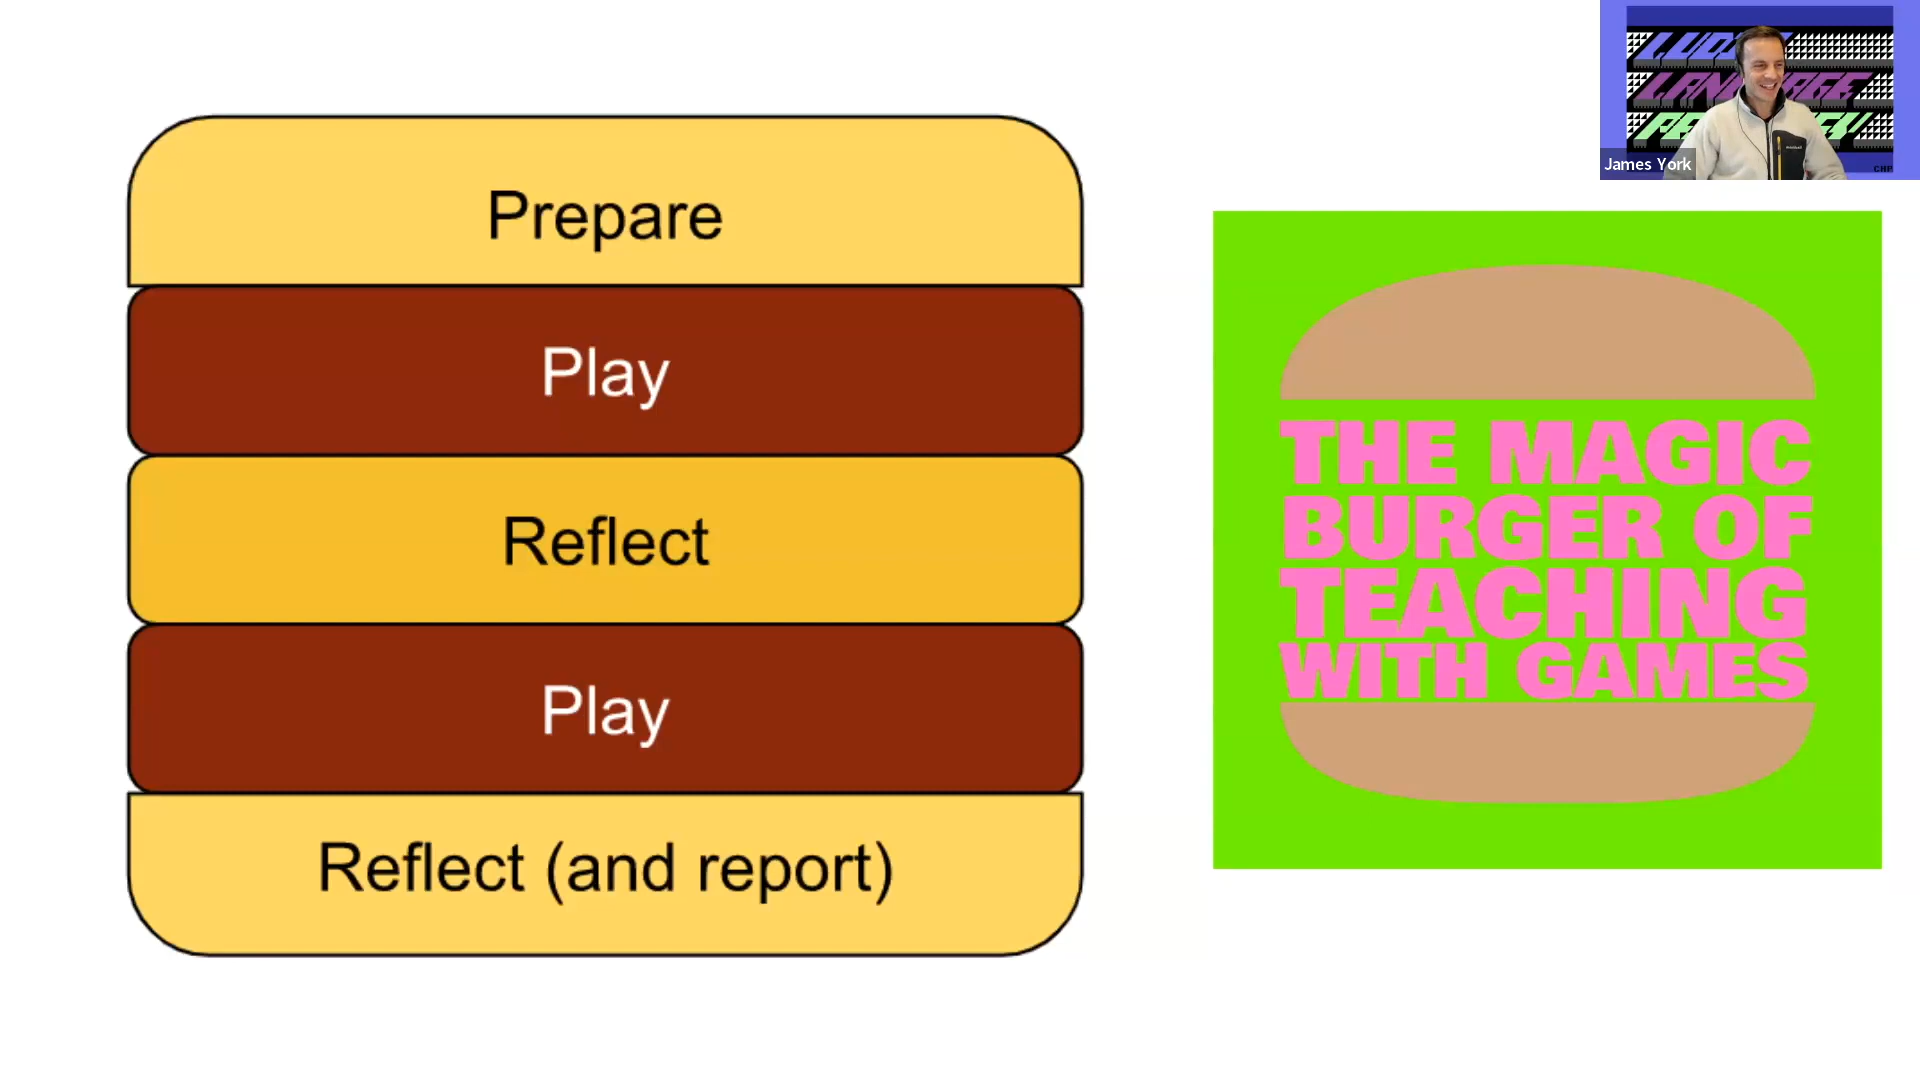 Prepare
Play
Reflect
Play
Reflect (and report)
James York
THE MAGIC
BURGER OF
TEACHING
WITH GAMES